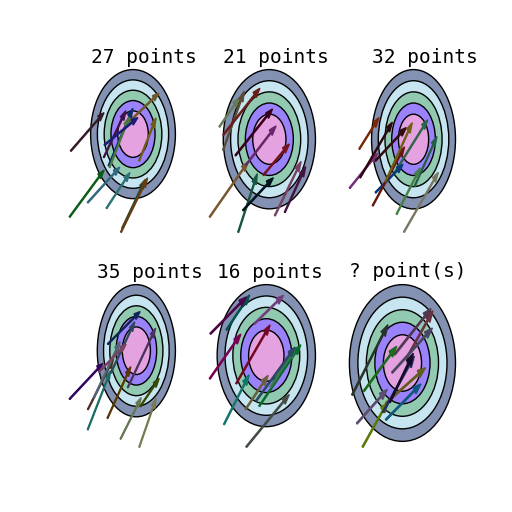 27 points
21 points
32 points
35 points
16 points
? point(s)